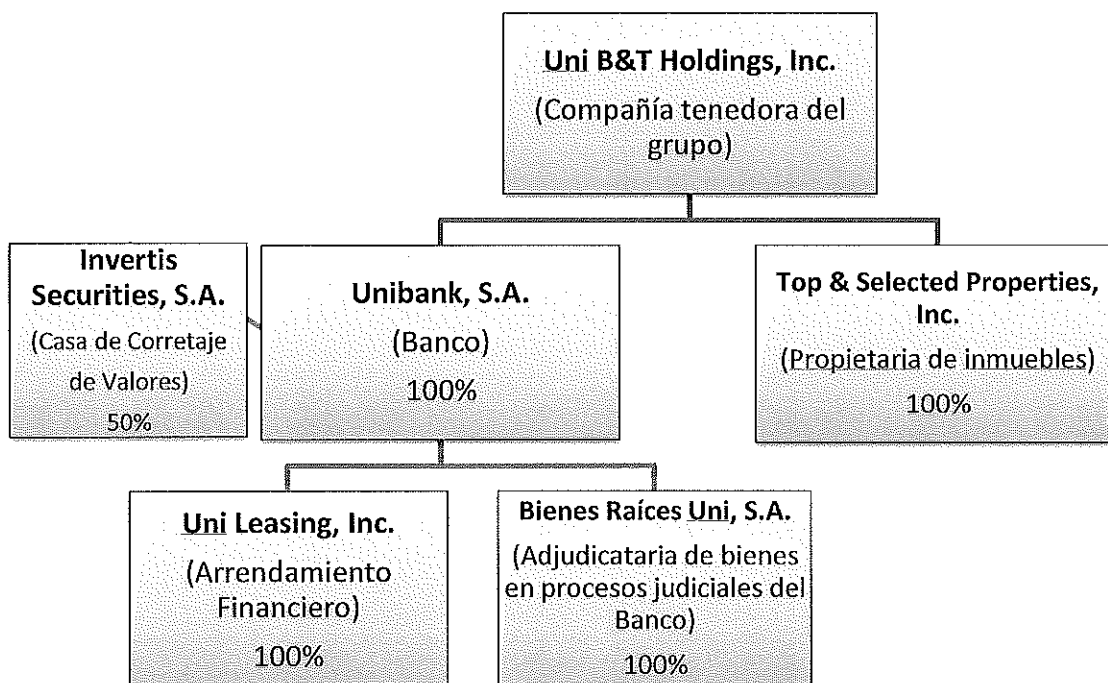 Uni B&T Holdings, Inc.
(Compañía tenedora del
grupo)
Invertis
Securities, S.A.
(Casa de Corretaje
de Valores)
50%
Unibank, S.A.
(Banco)
100%
Top & Selected Properties,
Inc.
(Propietaria de inmuebles)
100%
Uni Leasing, Inc.
(Arrendamiento
Financiero)
100%
Bienes Raíces Uni, S.A.
(Adjudicataria de bienes
en procesos judiciales del
Banco)
100%